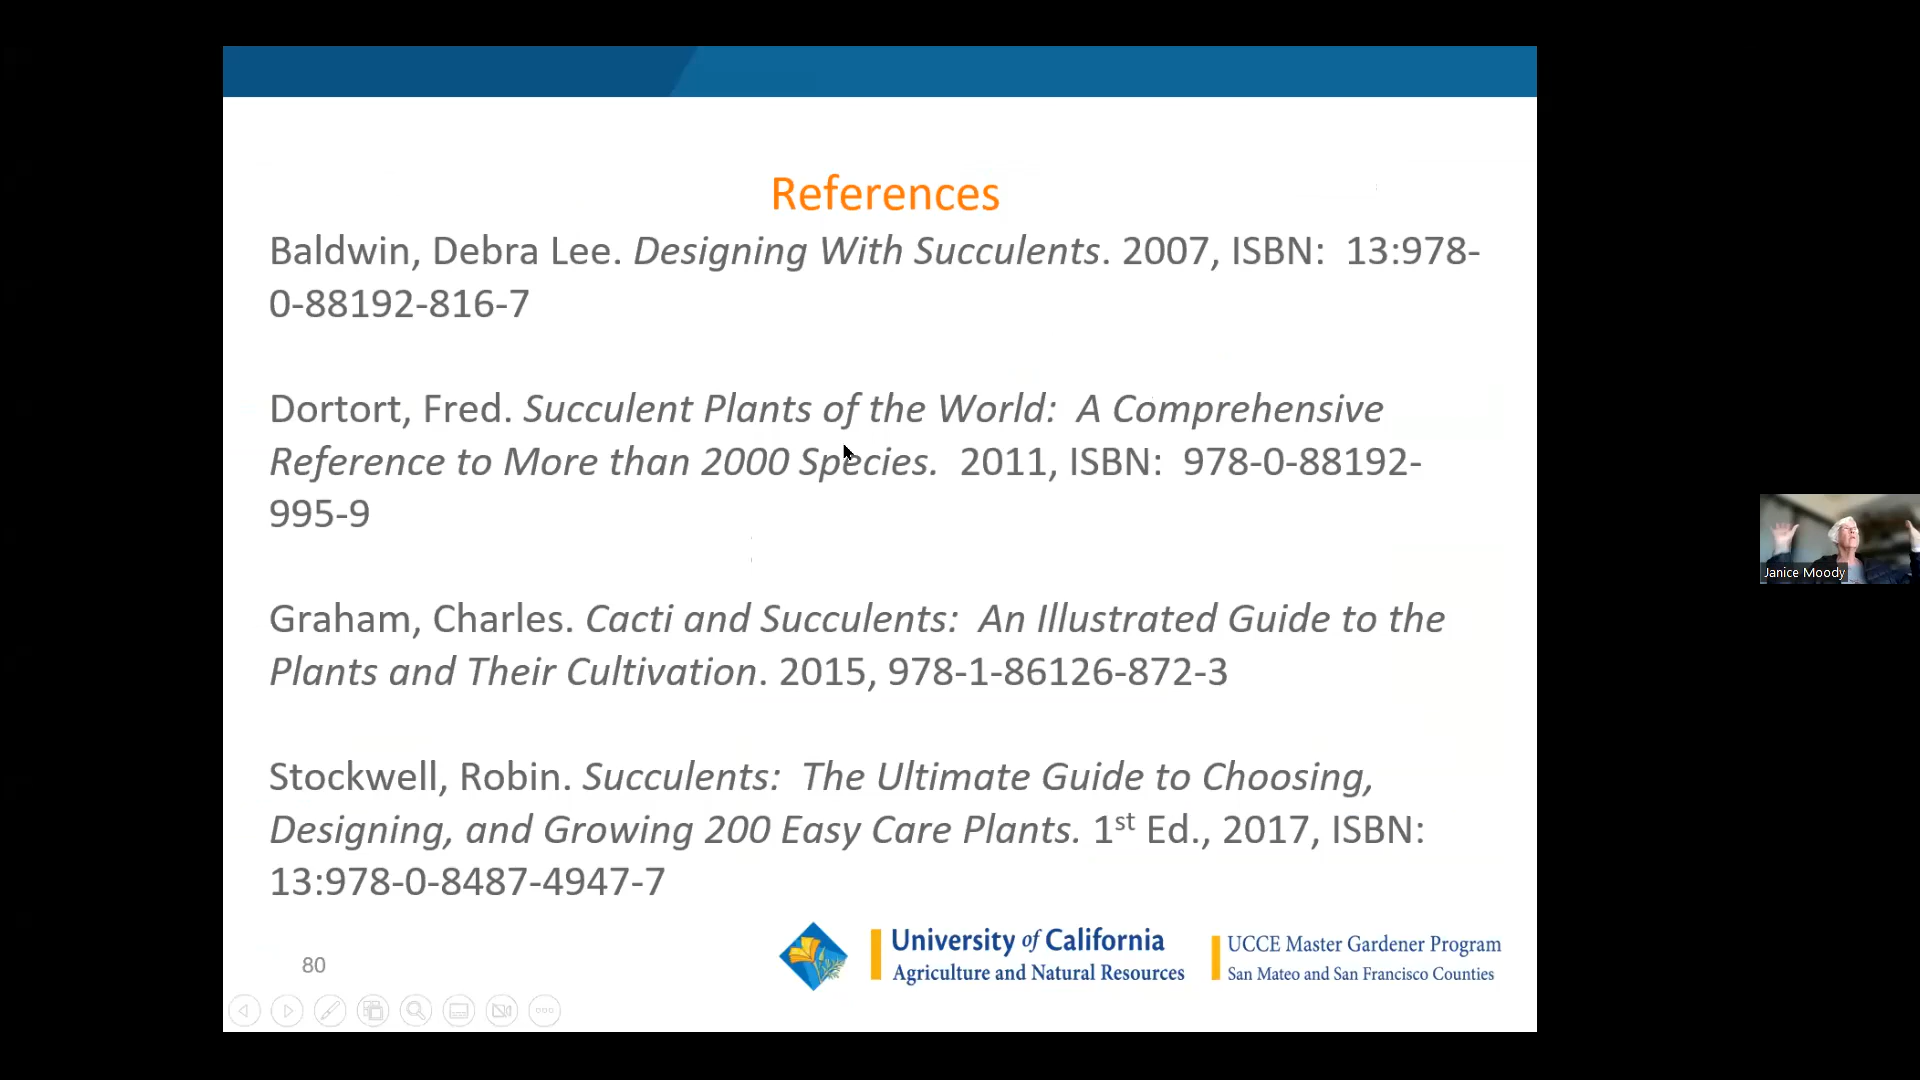 References
Baldwin, Debra Lee. Designing With Succulents. 2007, ISBN:  13:978-
0-88192-816-7
Dortort, Fred. Succulent Plants of the World:  A Comprehensive
Reference to More than 2000 Species.  2011, ISBN:  978-0-88192-
995-9
Graham, Charles. Cacti and Succulents:  An Illustrated Guide to the
Plants and Their Cultivation. 2015, 978-1-86126-872-3
Stockwell, Robin. Succulents:  The Ultimate Guide to Choosing,
Designing, and Growing 200 Easy Care Plants. 1st Ed., 2017, ISBN:
13:978-0-8487-4947-7
University of California
Agriculture and Natural Resources
UCCE Master Gardener Program
San Mateo and San Francisco Counties
80
Janice Moody